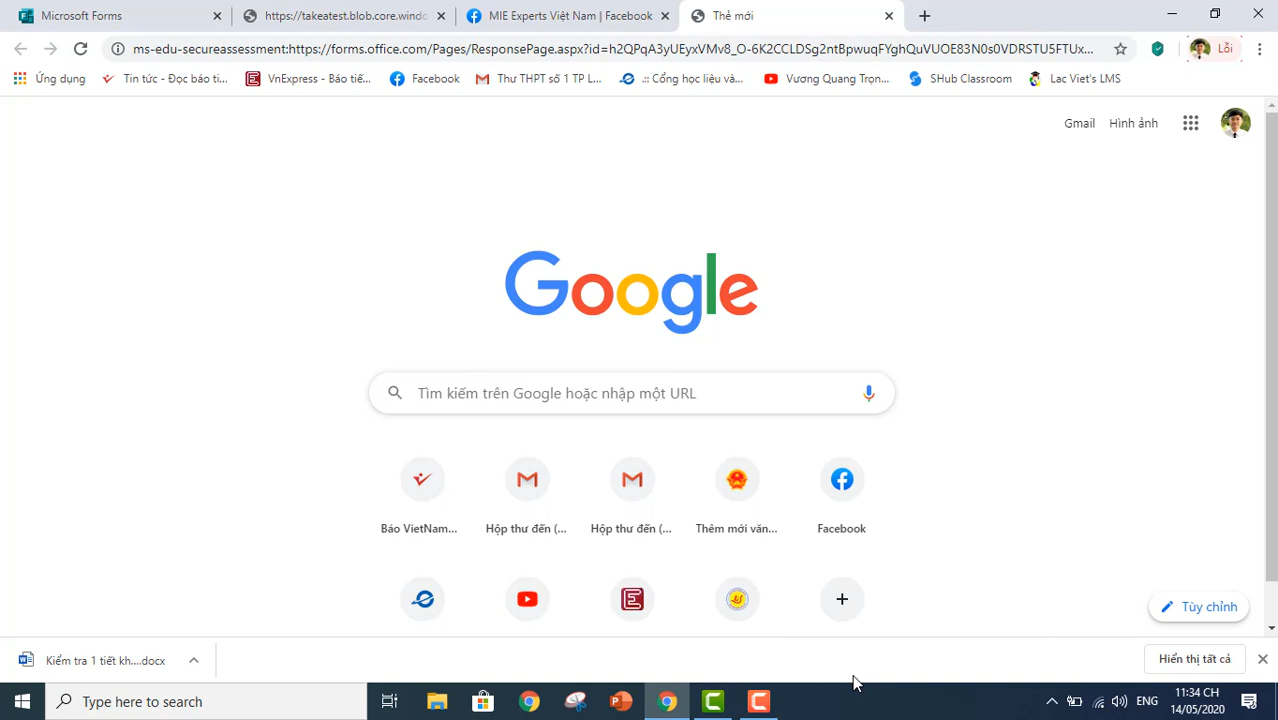 Microsoft Forms
https://takeatest.blob.core.windo
MIE Experts Việt Nam | Facebook
Thẻ mới
ms-edu-secureassessment:https://forms.office.com/Pages/ResponsePage.aspx?id=h2QPqA3yUEyxVMv8_O-6K2CCLDSg2ntBpwuqFYghQuVUOE83N0s0VDRSTU5FTUx...
Lỗi
Ứng dụng
Tin tức - Đọc báo ti...
VnExpress - Báo tiế...
Facebook
Thư THPT số 1 TP L...
.:: Cổng học liệu và...
Vương Quang Trọn...
SHub Classroom
Lac Viet's LMS
Gmail
Hình ảnh
Google
Tìm kiếm trên Google hoặc nhập một URL
Báo VietNam...
Hộp thư đến (...
Hộp thư đến (...
Thêm mới văn...
Facebook
Tùy chỉnh
Kiểm tra 1 tiết kh....docx
Hiển thị tất cả
Type here to search
ENG
11:34 CH
14/05/2020